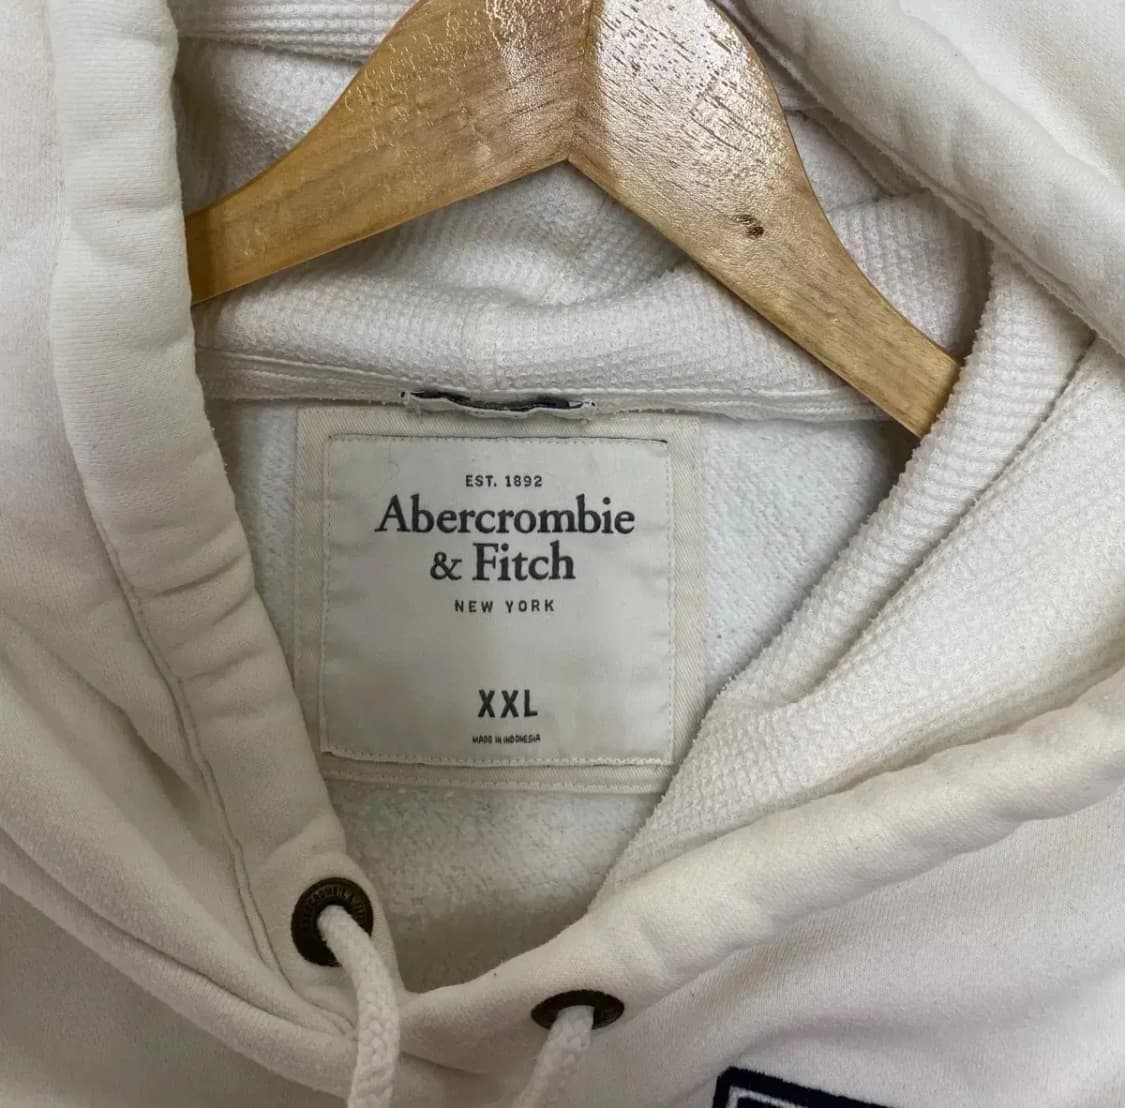 EST. 1892
Abercrombie
& Fitch
NEW YORK
XXL
MADE IN INDONESIA